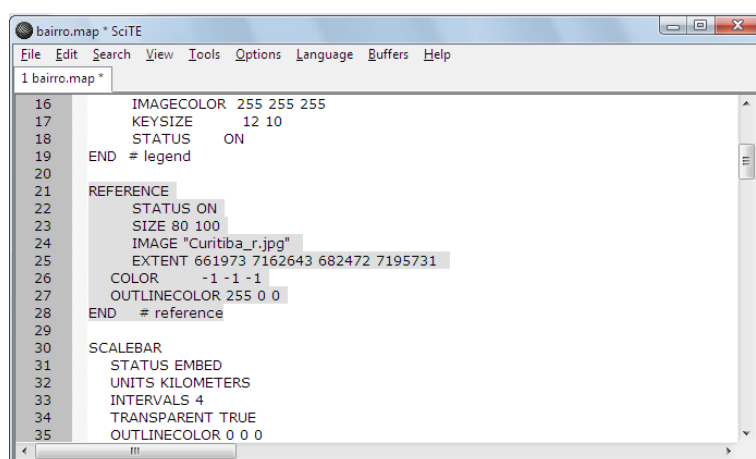 bairro.map * SciTE
File Edit Search View Tools Options Language Buffers Help
1 bairro.map *
16 IMAGECOLOR 255 255 255
17 KEYSIZE 12 10
18 STATUS ON
19 END # legend
20
21 REFERENCE
22 STATUS ON
23 SIZE 80 100
24 IMAGE "Curitiba_r.jpg"
25 EXTENT 661973 7162643 682472 7195731
26 COLOR -1 -1 -1
27 OUTLINECOLOR 255 0 0
28 END # reference
29
30 SCALEBAR
31 STATUS EMBED
32 UNITS KILOMETERS
33 INTERVALS 4
34 TRANSPARENT TRUE
35 OUTLINECOLOR 0 0 0